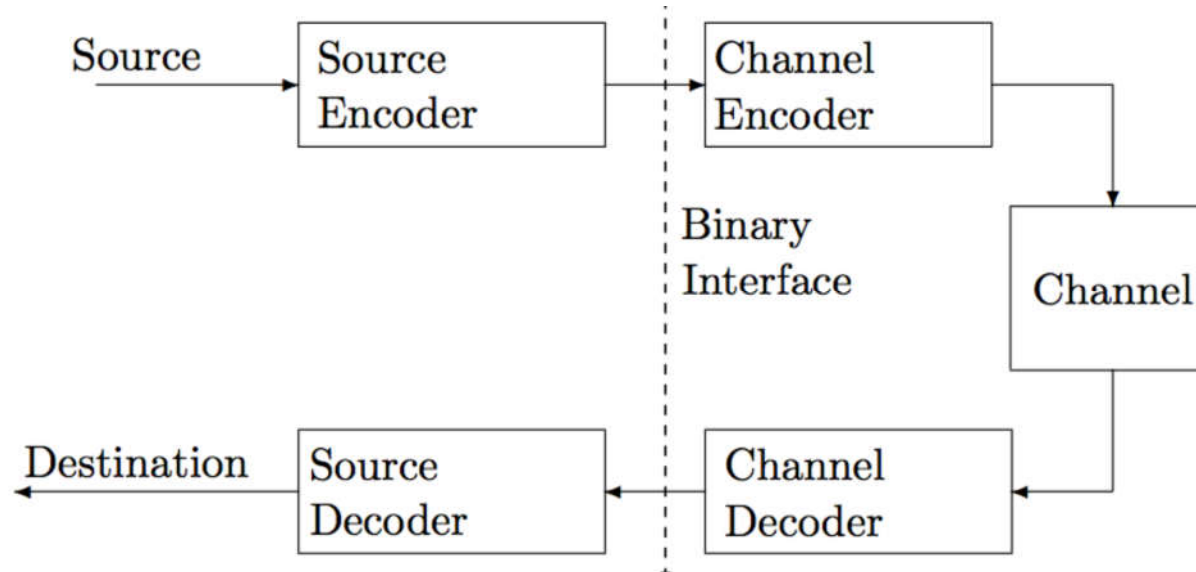 Source
Source
Encoder
Channel
Encoder
Binary
Interface
Channel
Destination
Source
Decoder
Channel
Decoder